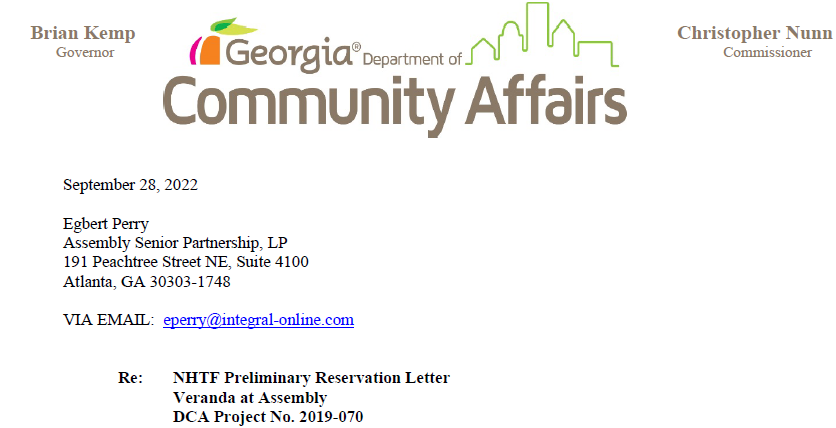 Brian Kemp
Governor
Georgia® Department of
Community Affairs
Christopher Nunn
Commissioner
September 28, 2022
Egbert Perry
Assembly Senior Partnership, LP
191 Peachtree Street NE, Suite 4100
Atlanta, GA 30303-1748
VIA EMAIL: eperry@integral-online.com
Re: NHTF Preliminary Reservation Letter
Veranda at Assembly
DCA Project No. 2019-070